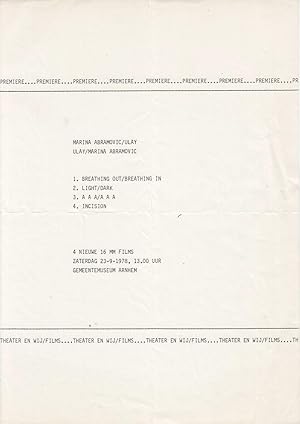 PREMIERE....PREMIERE....PREMIERE....PREMIERE....PREMIERE....PREMIERE....PREMIERE....PREMIERE....PR
MARINA ABRAMOVIC/ULAY
ULAY/MARINA ABRAMOVIC
1. BREATHING OUT/BREATHING IN
2. LIGHT/DARK
3. A A A/A A A
4. INCISION
4 NIEUWE 16 MM FILMS
ZATERDAG 23-9-1978, 13.00 UUR
GEMEENTEMUSEUM ARNHEM
THEATER EN WIJ/FILMS....THEATER EN WIJ/FILMS....THEATER EN WIJ/FILMS....THEATER EN WIJ/FILMS....TH